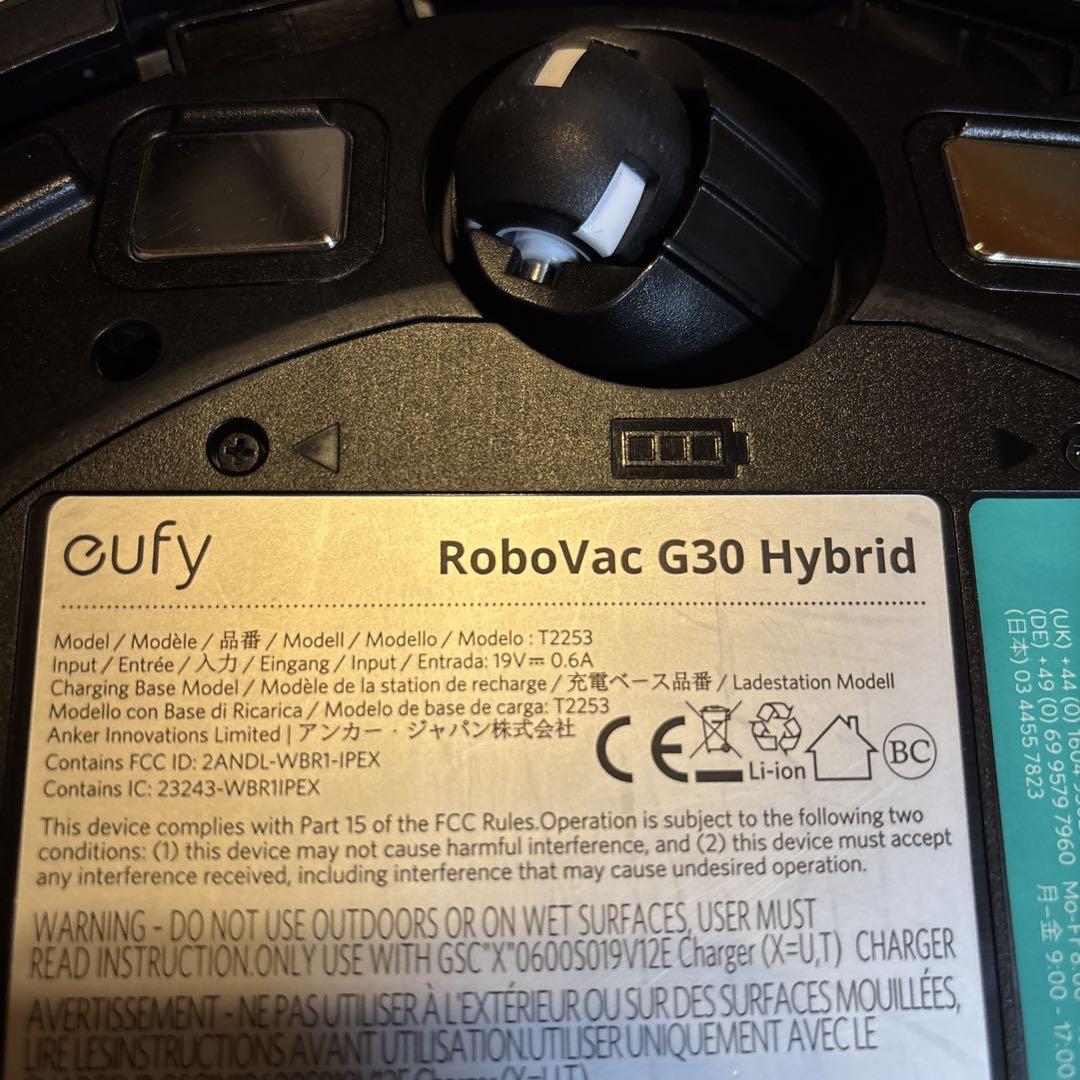 eufy
RoboVac G30 Hybrid
Model / Modèle / 品番 / Modell / Modello / Modelo : T2253
Input / Entrée /入力 / Eingang / Input / Entrada: 19V⎓ 0.6A
Charging Base Model / Modèle de la station de recharge / 充電ベース品番 / Ladestation Modell
Modello con Base di Ricarica / Modelo de base de carga: T2253
Anker Innovations Limited | アンカー・ジャパン株式会社
Contains FCC ID: 2ANDL-WBR1-IPEX
Contains IC: 23243-WBR1IPEX
CE
Li-ion
BC
This device complies with Part 15 of the FCC Rules.Operation is subject to the following two
conditions: (1) this device may not cause harmful interference, and (2) this device must accept
any interference received, including interference that may cause undesired operation.
WARNING - DO NOT USE OUTDOORS OR ON WET SURFACES, USER MUST
READ INSTRUCTION.ONLY USE WITH GSC"X"0600S019V12E Charger (X=U,T) CHARGER
AVERTISSEMENT - NE PAS UTILISER À L'EXTÉRIEUR OU SUR DES SURFACES MOUILLÉES,
LIRE LESINSTRUCTIONS AVANT UTILISATION.UTILISER UNIQUEMENT AVEC LE
(UK) +44 (0) 1604
(DE) +49 (0) 69 9579 7960 Mo-Fr 8:00
(日本) 03 4455 7823 月-金 9:00 - 17:00